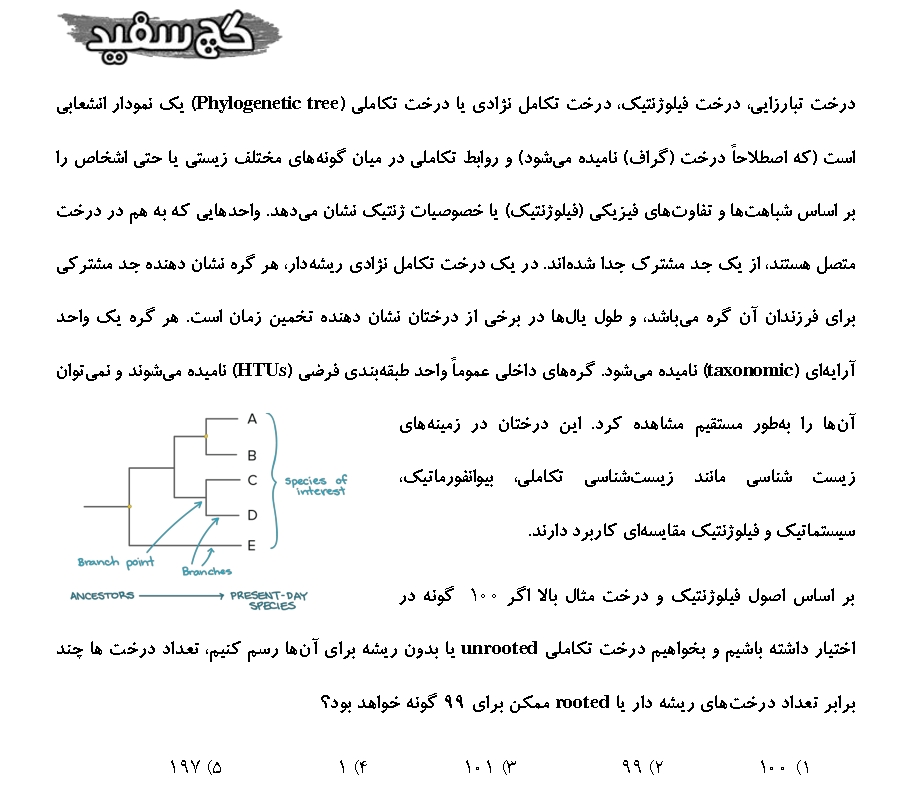 گچ سفید
درخت تبارزایی، درخت فیلوژنتیک، درخت تکامل نژادی یا درخت تکاملی (Phylogenetic tree) یک نمودار انشعابی
است (که اصطلاحاً درخت (گراف) نامیده می‌شود) و روابط تکاملی در میان گونه‌های مختلف زیستی یا حتی اشخاص را
بر اساس شباهت‌ها و تفاوت‌های فیزیکی (فیلوژنتیک) یا خصوصیات ژنتیک نشان می‌دهد. واحدهایی که به هم در درخت
متصل هستند، از یک جد مشترک جدا شده‌اند. در یک درخت تکامل نژادی ریشه‌دار، هر گره نشان دهنده جد مشترکی
برای فرزندان آن گره می‌باشد، و طول یال‌ها در برخی از درختان نشان دهنده تخمین زمان است. هر گره یک واحد
آرایه‌ای (taxonomic) نامیده می‌شود. گره‌های داخلی عموماً واحد طبقه‌بندی فرضی (HTUs) نامیده می‌شوند و نمی‌توان
آن‌ها را به‌طور مستقیم مشاهده کرد. این درختان در زمینه‌های
زیست شناسی مانند زیست‌شناسی تکاملی، بیوانفورماتیک،
سیستماتیک و فیلوژنتیک مقایسه‌ای کاربرد دارند.
A
B
C
D
E
species of
interest
Branch point
Branches
ANCESTORS
PRESENT-DAY
SPECIES
بر اساس اصول فیلوژنتیک و درخت مثال بالا اگر ۱۰۰ گونه در
اختیار داشته باشیم و بخواهیم درخت تکاملی unrooted یا بدون ریشه برای آن‌ها رسم کنیم، تعداد درخت ها چند
برابر تعداد درخت‌های ریشه دار یا rooted ممکن برای ۹۹ گونه خواهد بود؟
۱) ۱۰۰ ۲) ۹۹ ۳) ۱۰۱ ۴) ۱ ۵) ۱۹۷